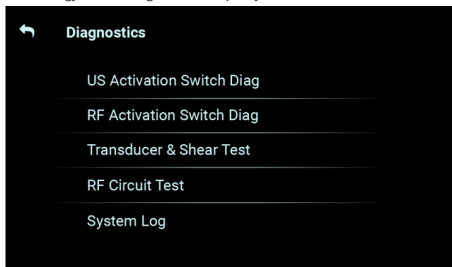 Diagnostics
US Activation Switch Diag
RF Activation Switch Diag
Transducer & Shear Test
RF Circuit Test
System Log